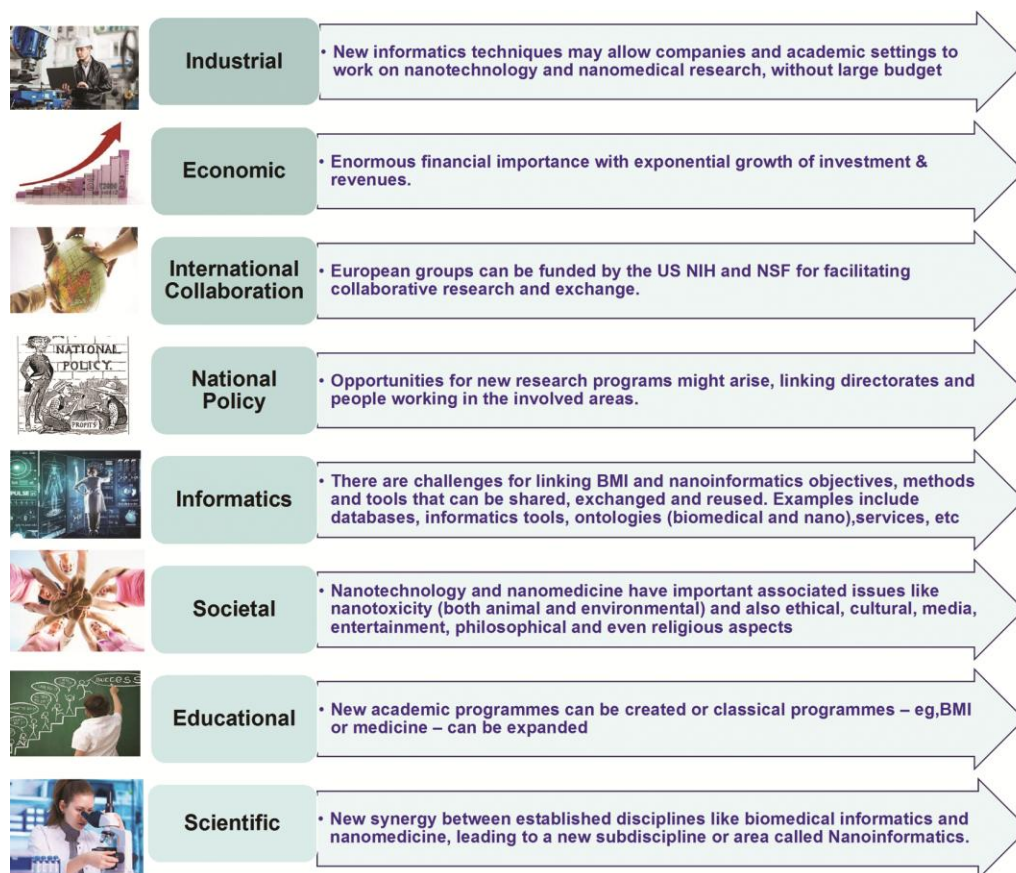 Industrial
• New informatics techniques may allow companies and academic settings to
work on nanotechnology and nanomedical research, without large budget
Economic
• Enormous financial importance with exponential growth of investment &
revenues.
International
Collaboration
• European groups can be funded by the US NIH and NSF for facilitating
collaborative research and exchange.
NATIONAL
POLICY.
PROFITS
National
Policy
• Opportunities for new research programs might arise, linking directorates and
people working in the involved areas.
PULSE
Informatics
• There are challenges for linking BMI and nanoinformatics objectives, methods
and tools that can be shared, exchanged and reused. Examples include
databases, informatics tools, ontologies (biomedical and nano),services, etc
Societal
• Nanotechnology and nanomedicine have important associated issues like
nanotoxicity (both animal and environmental) and also ethical, cultural, media,
entertainment, philosophical and even religious aspects
SUCCESS
Educational
• New academic programmes can be created or classical programmes – eg,BMI
or medicine – can be expanded
Scientific
• New synergy between established disciplines like biomedical informatics and
nanomedicine, leading to a new subdiscipline or area called Nanoinformatics.